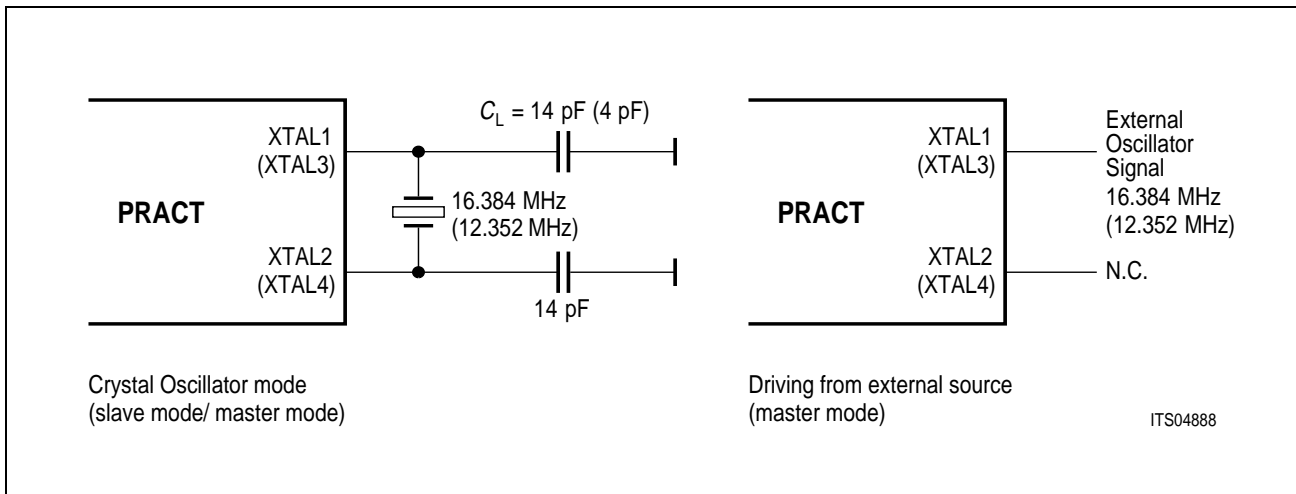 C_L = 14 pF (4 pF)
XTAL1
(XTAL3)
PRACT
16.384 MHz
(12.352 MHz)
XTAL2
(XTAL4)
14 pF
Crystal Oscillator mode
(slave mode/ master mode)
XTAL1
(XTAL3)
External
Oscillator
Signal
16.384 MHz
(12.352 MHz)
PRACT
XTAL2
(XTAL4)
N.C.
Driving from external source
(master mode)
ITS04888